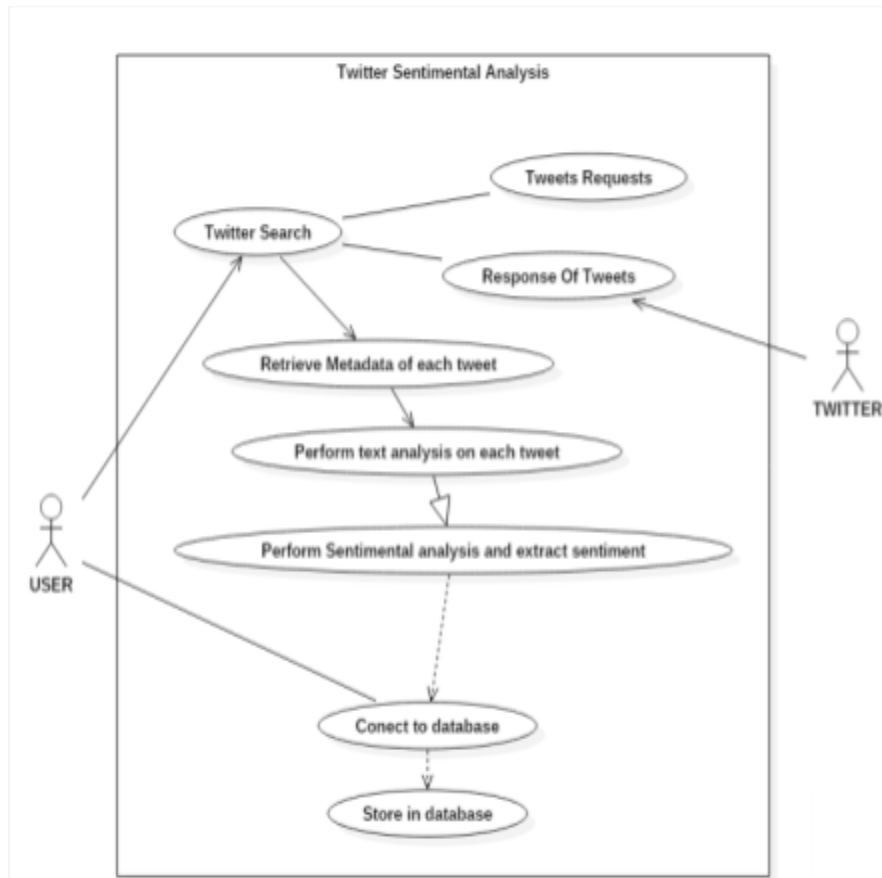 Twitter Sentimental Analysis
Tweets Requests
Twitter Search
Response Of Tweets
Retrieve Metadata of each tweet
TWITTER
Perform text analysis on each tweet
Perform Sentimental analysis and extract sentiment
USER
Conect to database
Store in database